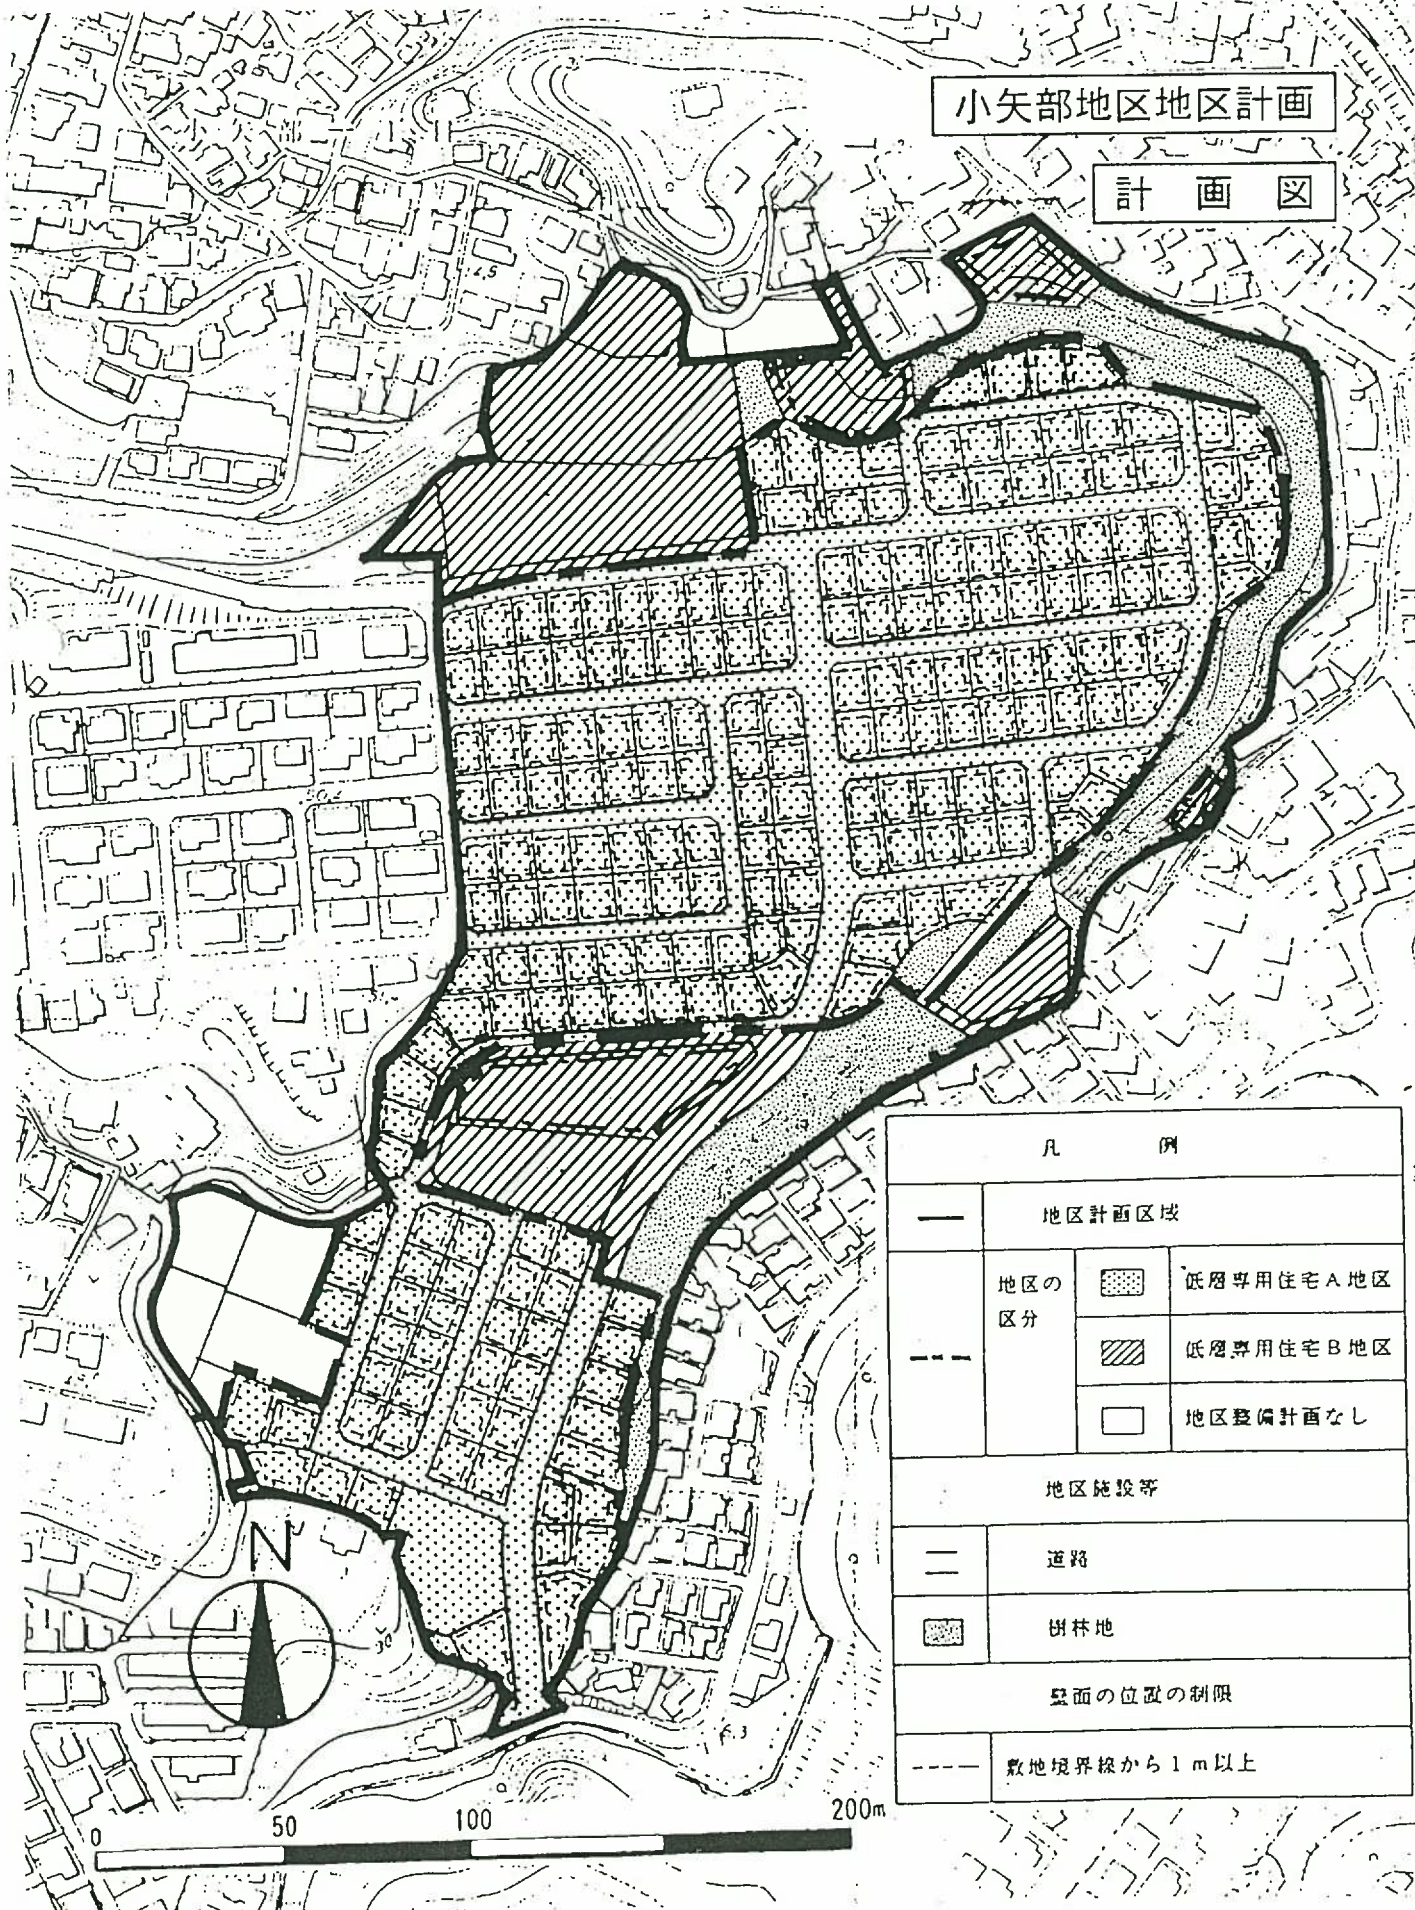 小矢部地区地区計画
計 画 図
凡 例
地区計画区域
地区の
区分
低層専用住宅A地区
低層専用住宅B地区
地区整備計画なし
地区施設等
道路
樹林地
壁面の位置の制限
敷地境界線から1m以上
N
30
6.3
0
50
100
200m